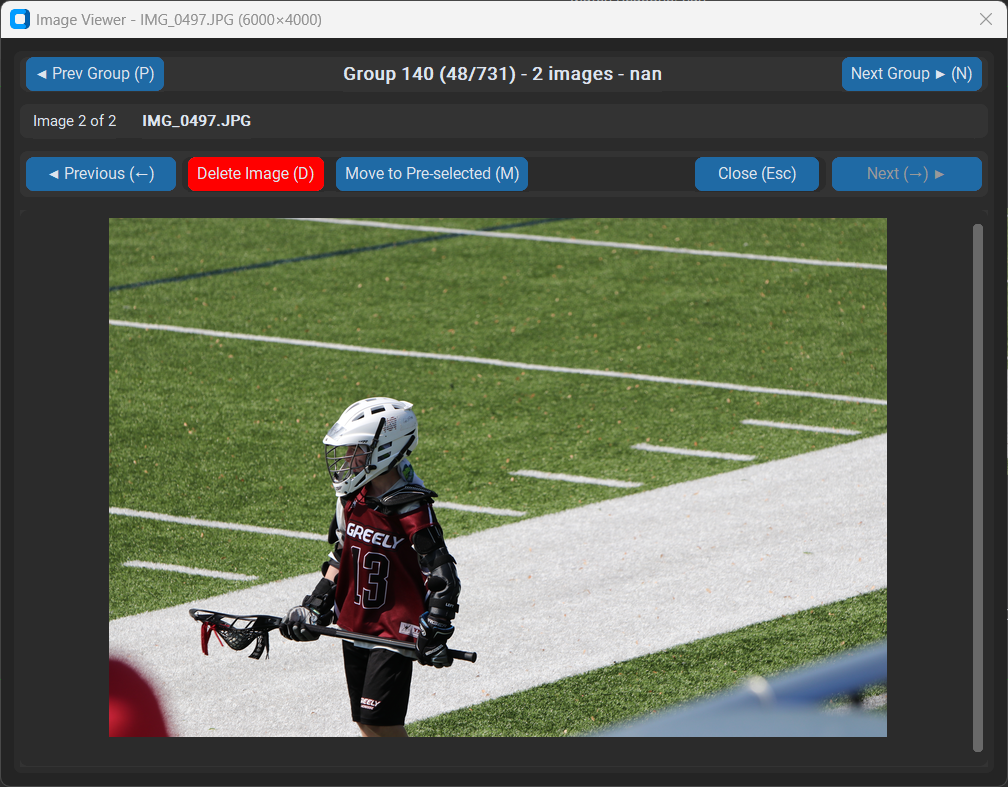 Image Viewer - IMG_0497.JPG (6000×4000)
◄ Prev Group (P)
Group 140 (48/731) - 2 images - nan
Next Group ► (N)
Image 2 of 2
IMG_0497.JPG
◄ Previous (←)
Delete Image (D)
Move to Pre-selected (M)
Close (Esc)
Next (→) ►
GREELY
13
GREELY